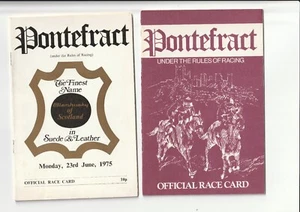 Pontefract
(under the Rules of Racing)
The Finest
Name
of
Scotland
in
Suede & Leather
Monday, 23rd June, 1975
OFFICIAL RACE CARD
Pontefract
UNDER THE RULES OF RACING
OFFICIAL RACE CARD